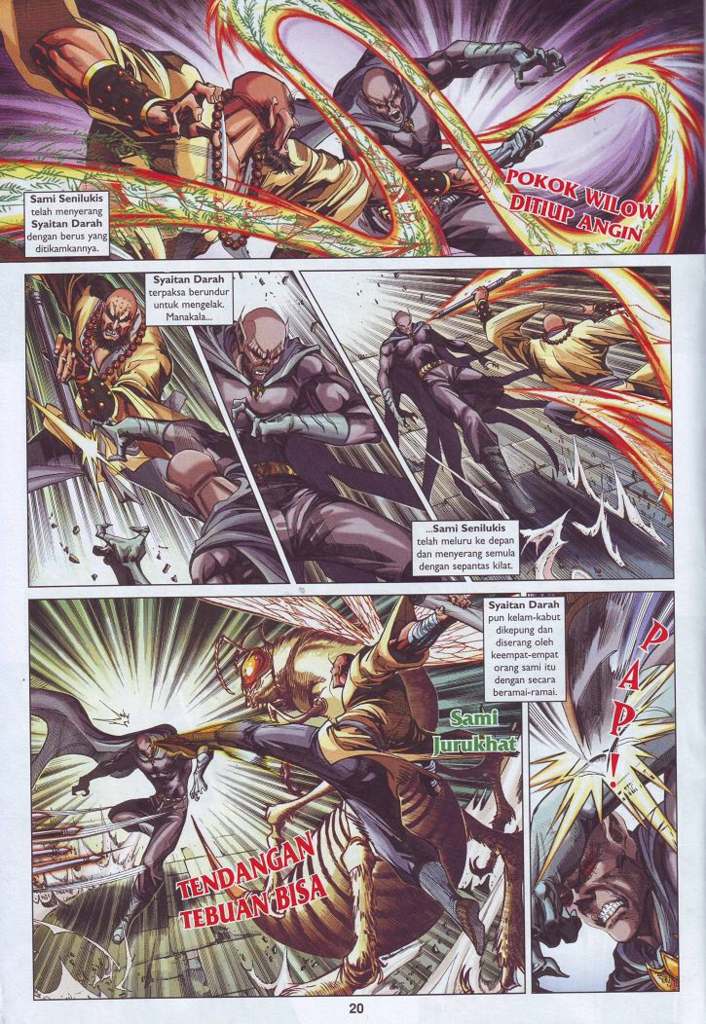 Sami Senilukis
telah menyerang
Syaitan Darah
dengan berus yang
ditikamkannya.
POKOK WILOW
DITIUP ANGIN
Syaitan Darah
terpaksa berundur
untuk mengelak.
Manakala...
...Sami Senilukis
telah meluru ke depan
dan menyerang semula
dengan sepantas kilat.
Syaitan Darah
pun kelam-kabut
dikepung dan
diserang oleh
keempat-empat
orang sami itu
dengan secara
beramai-ramai.
Sami
Jurukhat
TENDANGAN
TEBUAN BISA
PAP!
20